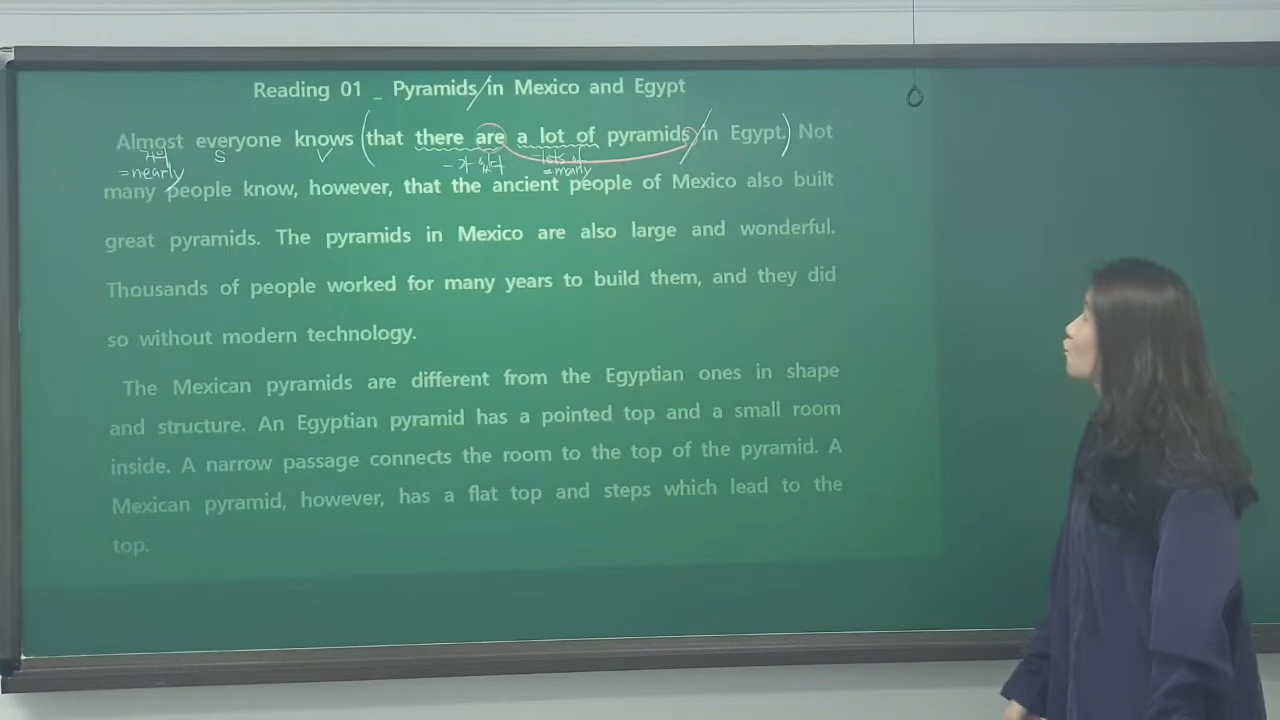 Reading 01 _ Pyramids in Mexico and Egypt
Almost everyone knows (that there are a lot of pyramids in Egypt.) Not
거의 S V -가 있다 =lots of
=nearly =many
many people know, however, that the ancient people of Mexico also built
great pyramids. The pyramids in Mexico are also large and wonderful.
Thousands of people worked for many years to build them, and they did
so without modern technology.
The Mexican pyramids are different from the Egyptian ones in shape
and structure. An Egyptian pyramid has a pointed top and a small room
inside. A narrow passage connects the room to the top of the pyramid. A
Mexican pyramid, however, has a flat top and steps which lead to the
top.